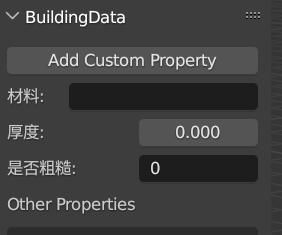 BuildingData
Add Custom Property
材料:
厚度: 0.000
是否粗糙: 0
Other Properties